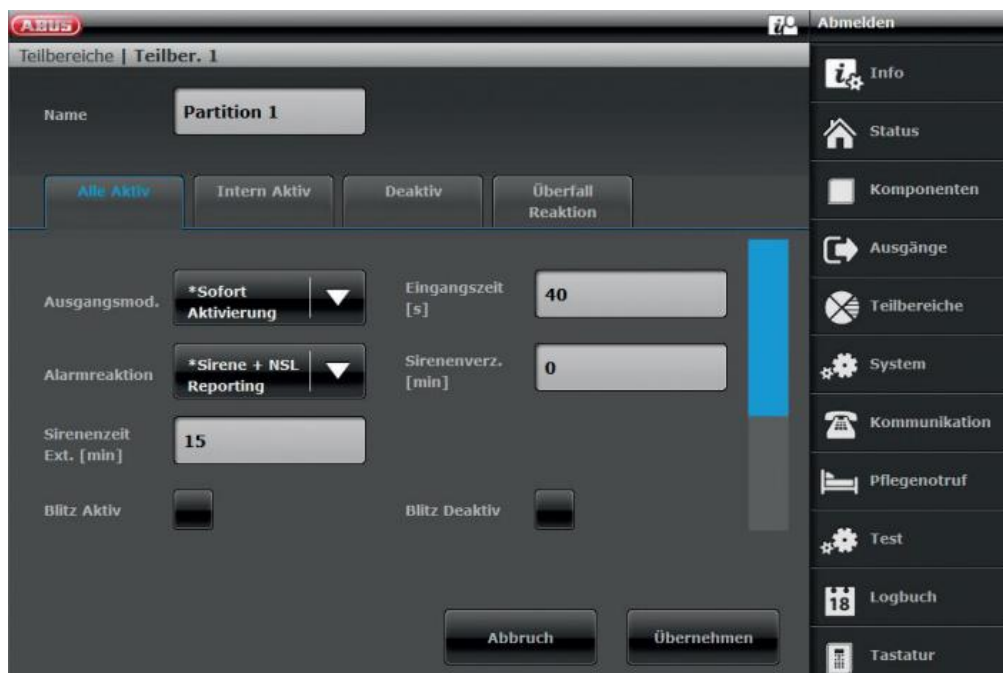 ABUS
Abmelden
Teilbereiche | Teilber. 1
Name
Partition 1
Alle Aktiv
Intern Aktiv
Deaktiv
Überfall
Reaktion
Ausgangsmod.
*Sofort
Aktivierung
Eingangszeit
[s]
40
Alarmreaktion
*Sirene + NSL
Reporting
Sirenenverz.
[min]
0
Sirenenzeit
Ext. [min]
15
Blitz Aktiv
Blitz Deaktiv
Abbruch
Übernehmen
Info
Status
Komponenten
Ausgänge
Teilbereiche
System
Kommunikation
Pflegenotruf
Test
18
Logbuch
Tastatur